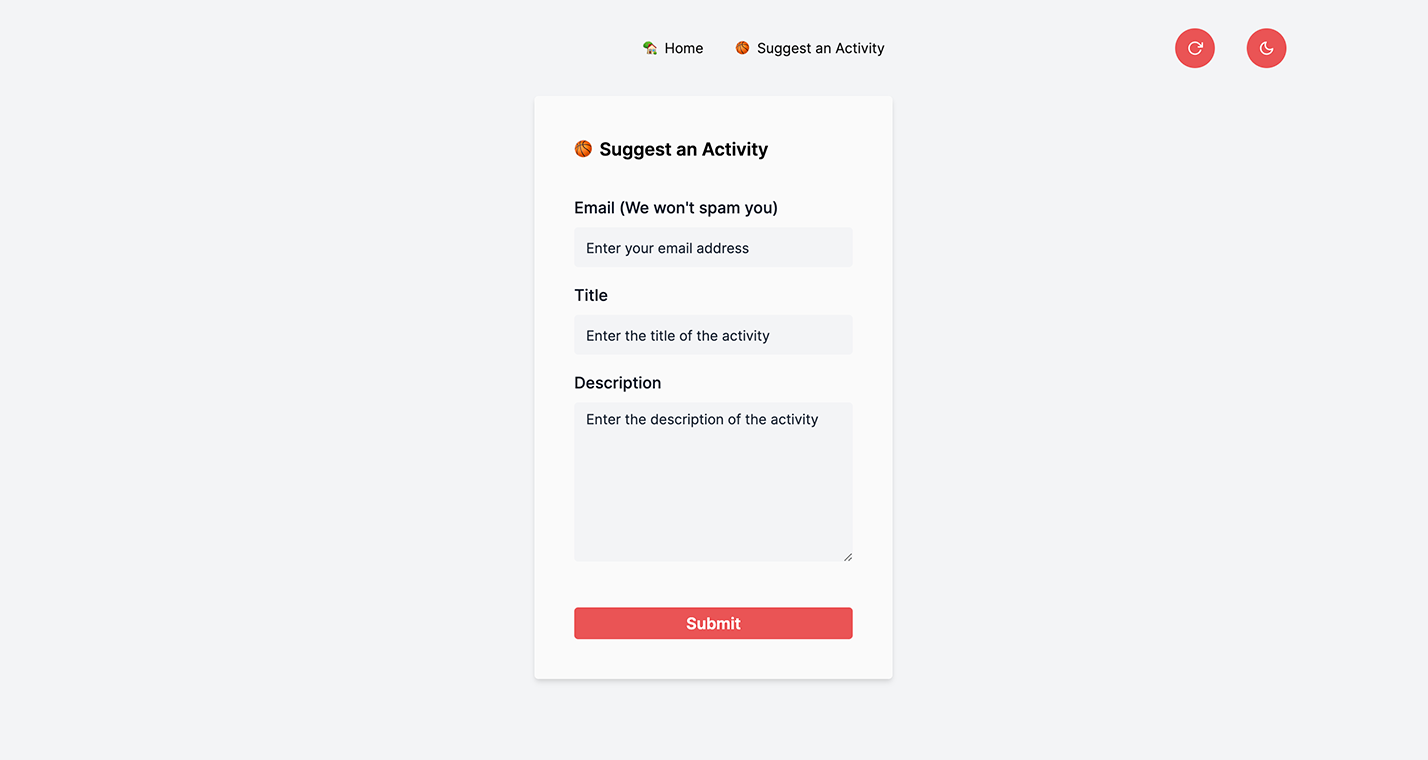 🏡 Home 🏀 Suggest an Activity
🏀 Suggest an Activity
Email (We won't spam you)
Enter your email address
Title
Enter the title of the activity
Description
Enter the description of the activity
Submit